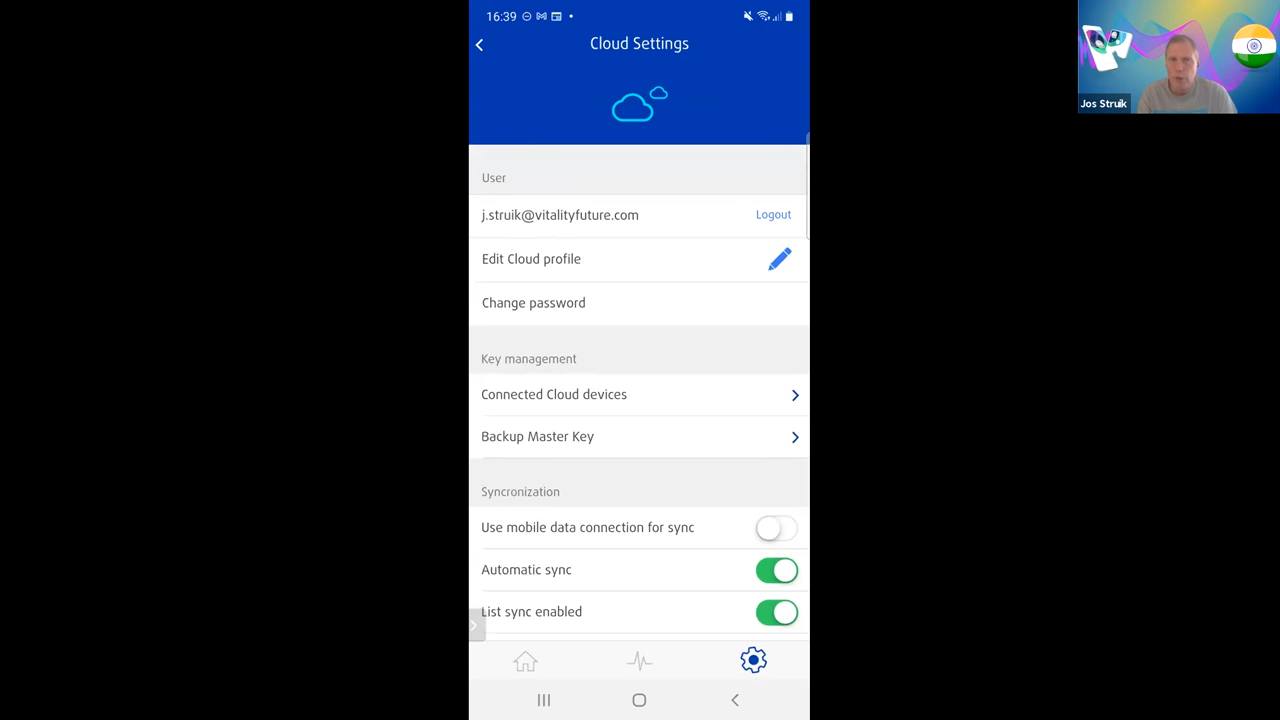 16:39
Cloud Settings
User
j.struik@vitalityfuture.com
Logout
Edit Cloud profile
Change password
Key management
Connected Cloud devices
Backup Master Key
Syncronization
Use mobile data connection for sync
Automatic sync
List sync enabled
Jos Struik